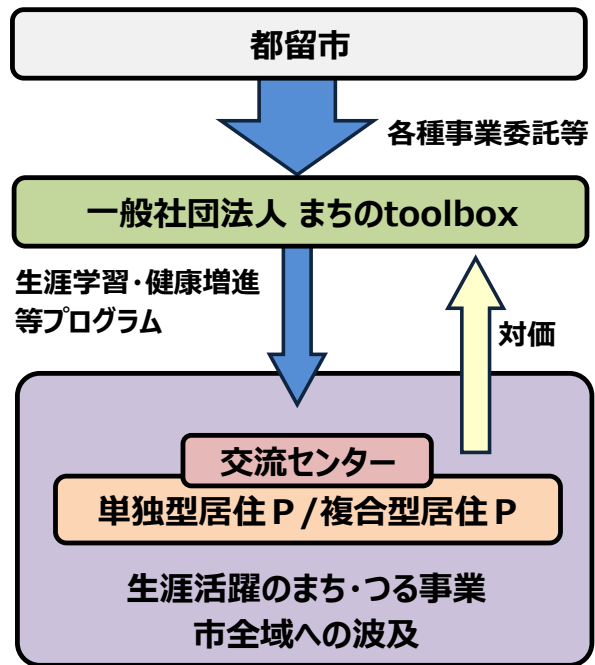 都留市
各種事業委託等
一般社団法人 まちのtoolbox
生涯学習・健康増進
等プログラム
対価
交流センター
単独型居住Ｐ/複合型居住Ｐ
生涯活躍のまち・つる事業
市全域への波及